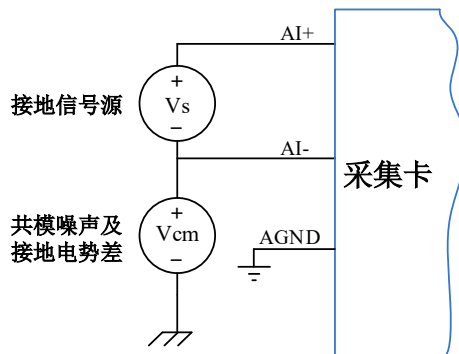 AI+
+
接地信号源
Vs
−
AI-
采集卡
共模噪声及
接地电势差
+
Vcm
−
AGND